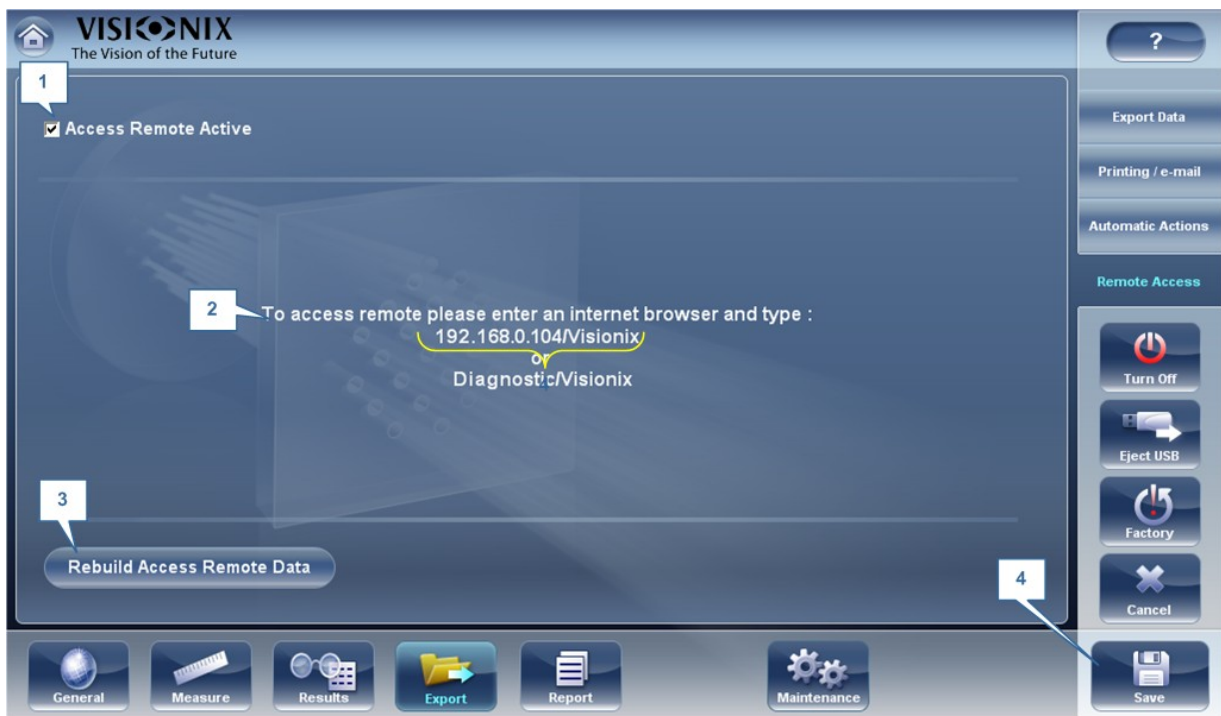 VISIONIX
The Vision of the Future
?
1
Access Remote Active
Export Data
Printing / e-mail
Automatic Actions
Remote Access
2
To access remote please enter an internet browser and type :
192.168.0.104/Visionix
or
Diagnostic/Visionix
3
Rebuild Access Remote Data
4
Turn Off
Eject USB
Factory
Cancel
General
Measure
Results
Export
Report
Maintenance
Save